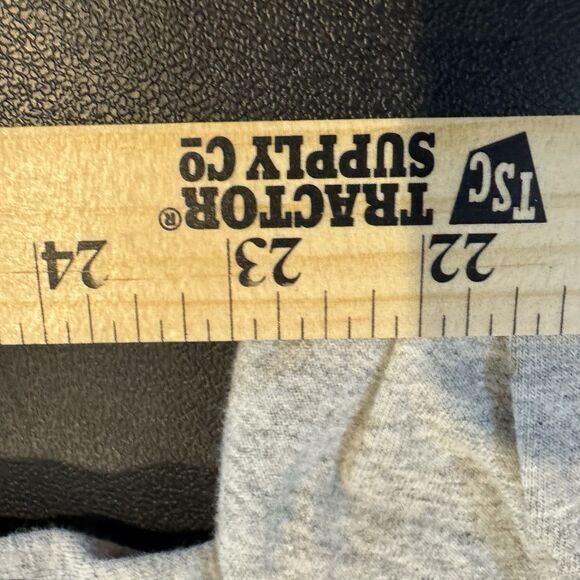 TSC TRACTOR®
SUPPLY Cº
22 23 24